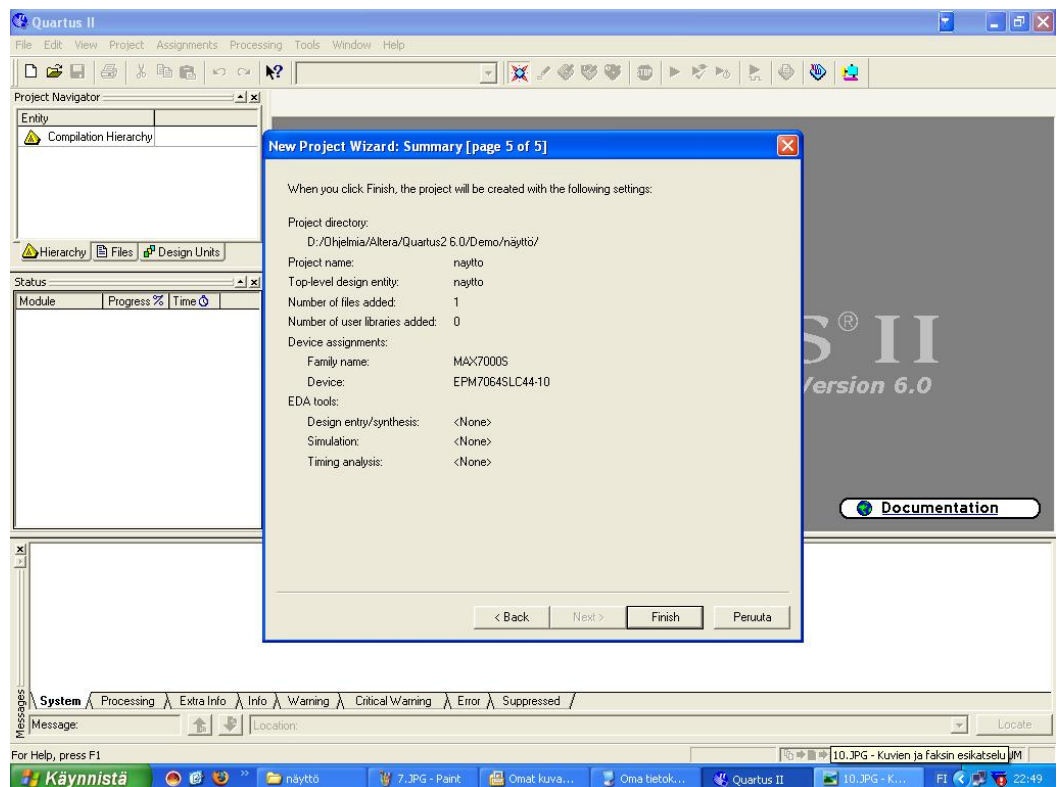 Quartus II
File Edit View Project Assignments Processing Tools Window Help
Project Navigator
Entity
Compilation Hierarchy
Hierarchy Files Design Units
Status
Module Progress % Time
New Project Wizard: Summary [page 5 of 5]
When you click Finish, the project will be created with the following settings:
Project directory:
D:/Ohjelmia/Altera/Quartus2 6.0/Demo/näyttö/
Project name: naytto
Top-level design entity: naytto
Number of files added: 1
Number of user libraries added: 0
Device assignments:
Family name: MAX7000S
Device: EPM7064SLC44-10
EDA tools:
Design entry/synthesis: <None>
Simulation: <None>
Timing analysis: <None>
< Back Next > Finish Peruuta
S® II
Version 6.0
Documentation
Messages
System Processing Extra Info Info Warning Critical Warning Error Suppressed
Message: Location: Locate
For Help, press F1
10.JPG - Kuvien ja faksin esikatselu
Käynnistä » näyttö 7.JPG - Paint Omat kuva... Oma tietok... Quartus II 10.JPG - K... FI 22:49